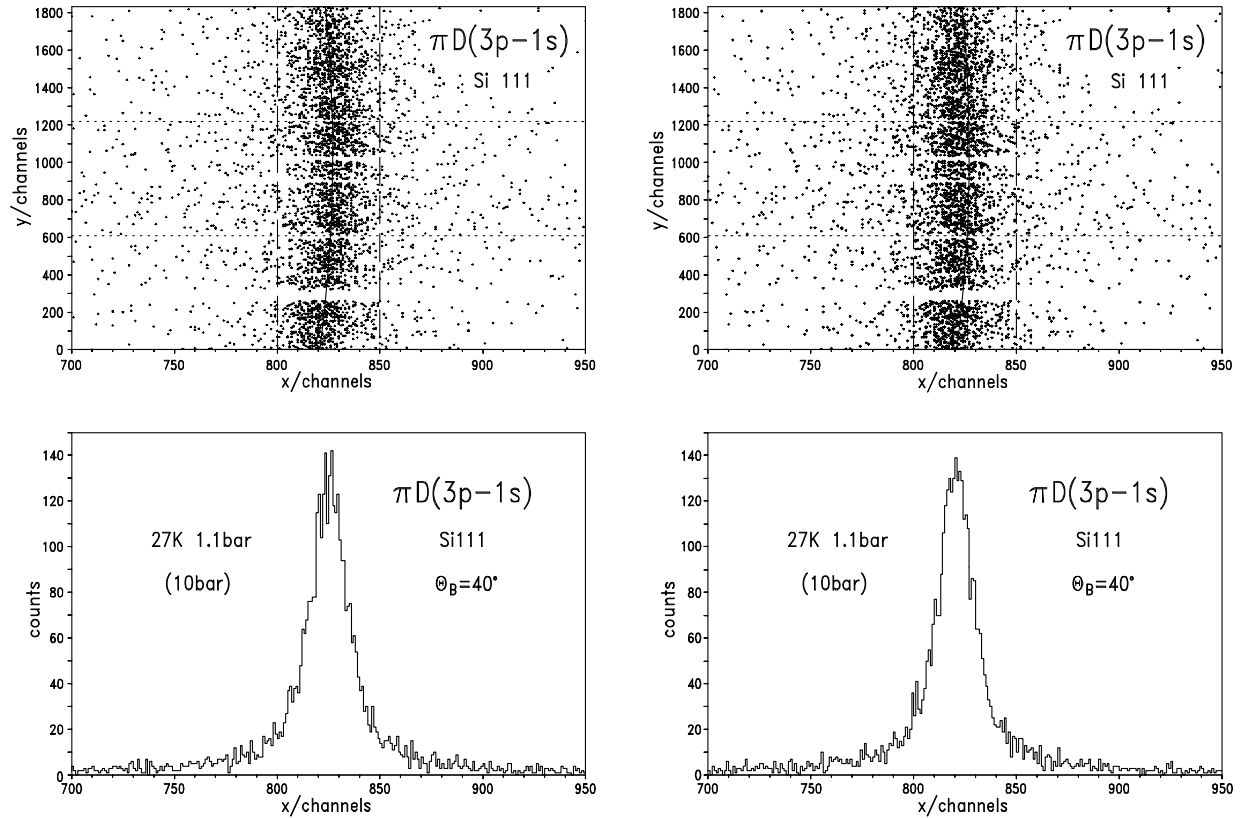 1800
1600
1400
1200
1000
800
600
400
200
0
y/channels
πD(3p−1s)
Si 111
700 750 800 850 900 950
x/channels
1800
1600
1400
1200
1000
800
600
400
200
0
y/channels
πD(3p−1s)
Si 111
700 750 800 850 900 950
x/channels
140
120
100
80
60
40
20
0
counts
πD(3p−1s)
27K 1.1bar
Si111
(10bar)
Θ_B=40°
700 750 800 850 900 950
x/channels
140
120
100
80
60
40
20
0
counts
πD(3p−1s)
27K 1.1bar
Si111
(10bar)
Θ_B=40°
700 750 800 850 900 950
x/channels